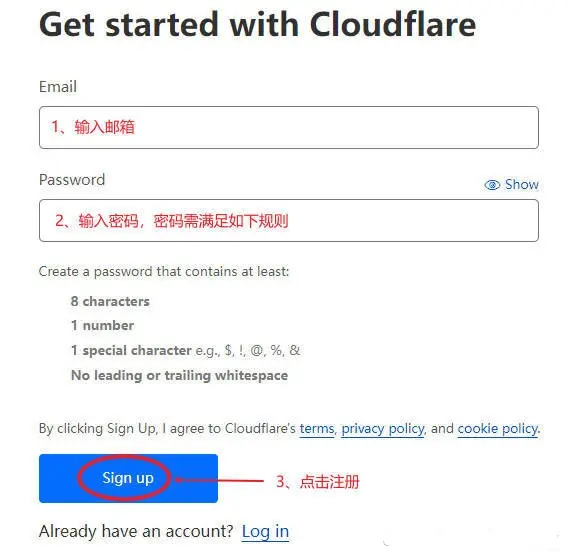 Get started with Cloudflare
Email
1、输入邮箱
Password
Show
2、输入密码，密码需满足如下规则
Create a password that contains at least:
8 characters
1 number
1 special character e.g., $, !, @, %, &
No leading or trailing whitespace
By clicking Sign Up, I agree to Cloudflare's terms, privacy policy, and cookie policy.
Sign up
3、点击注册
Already have an account? Log in